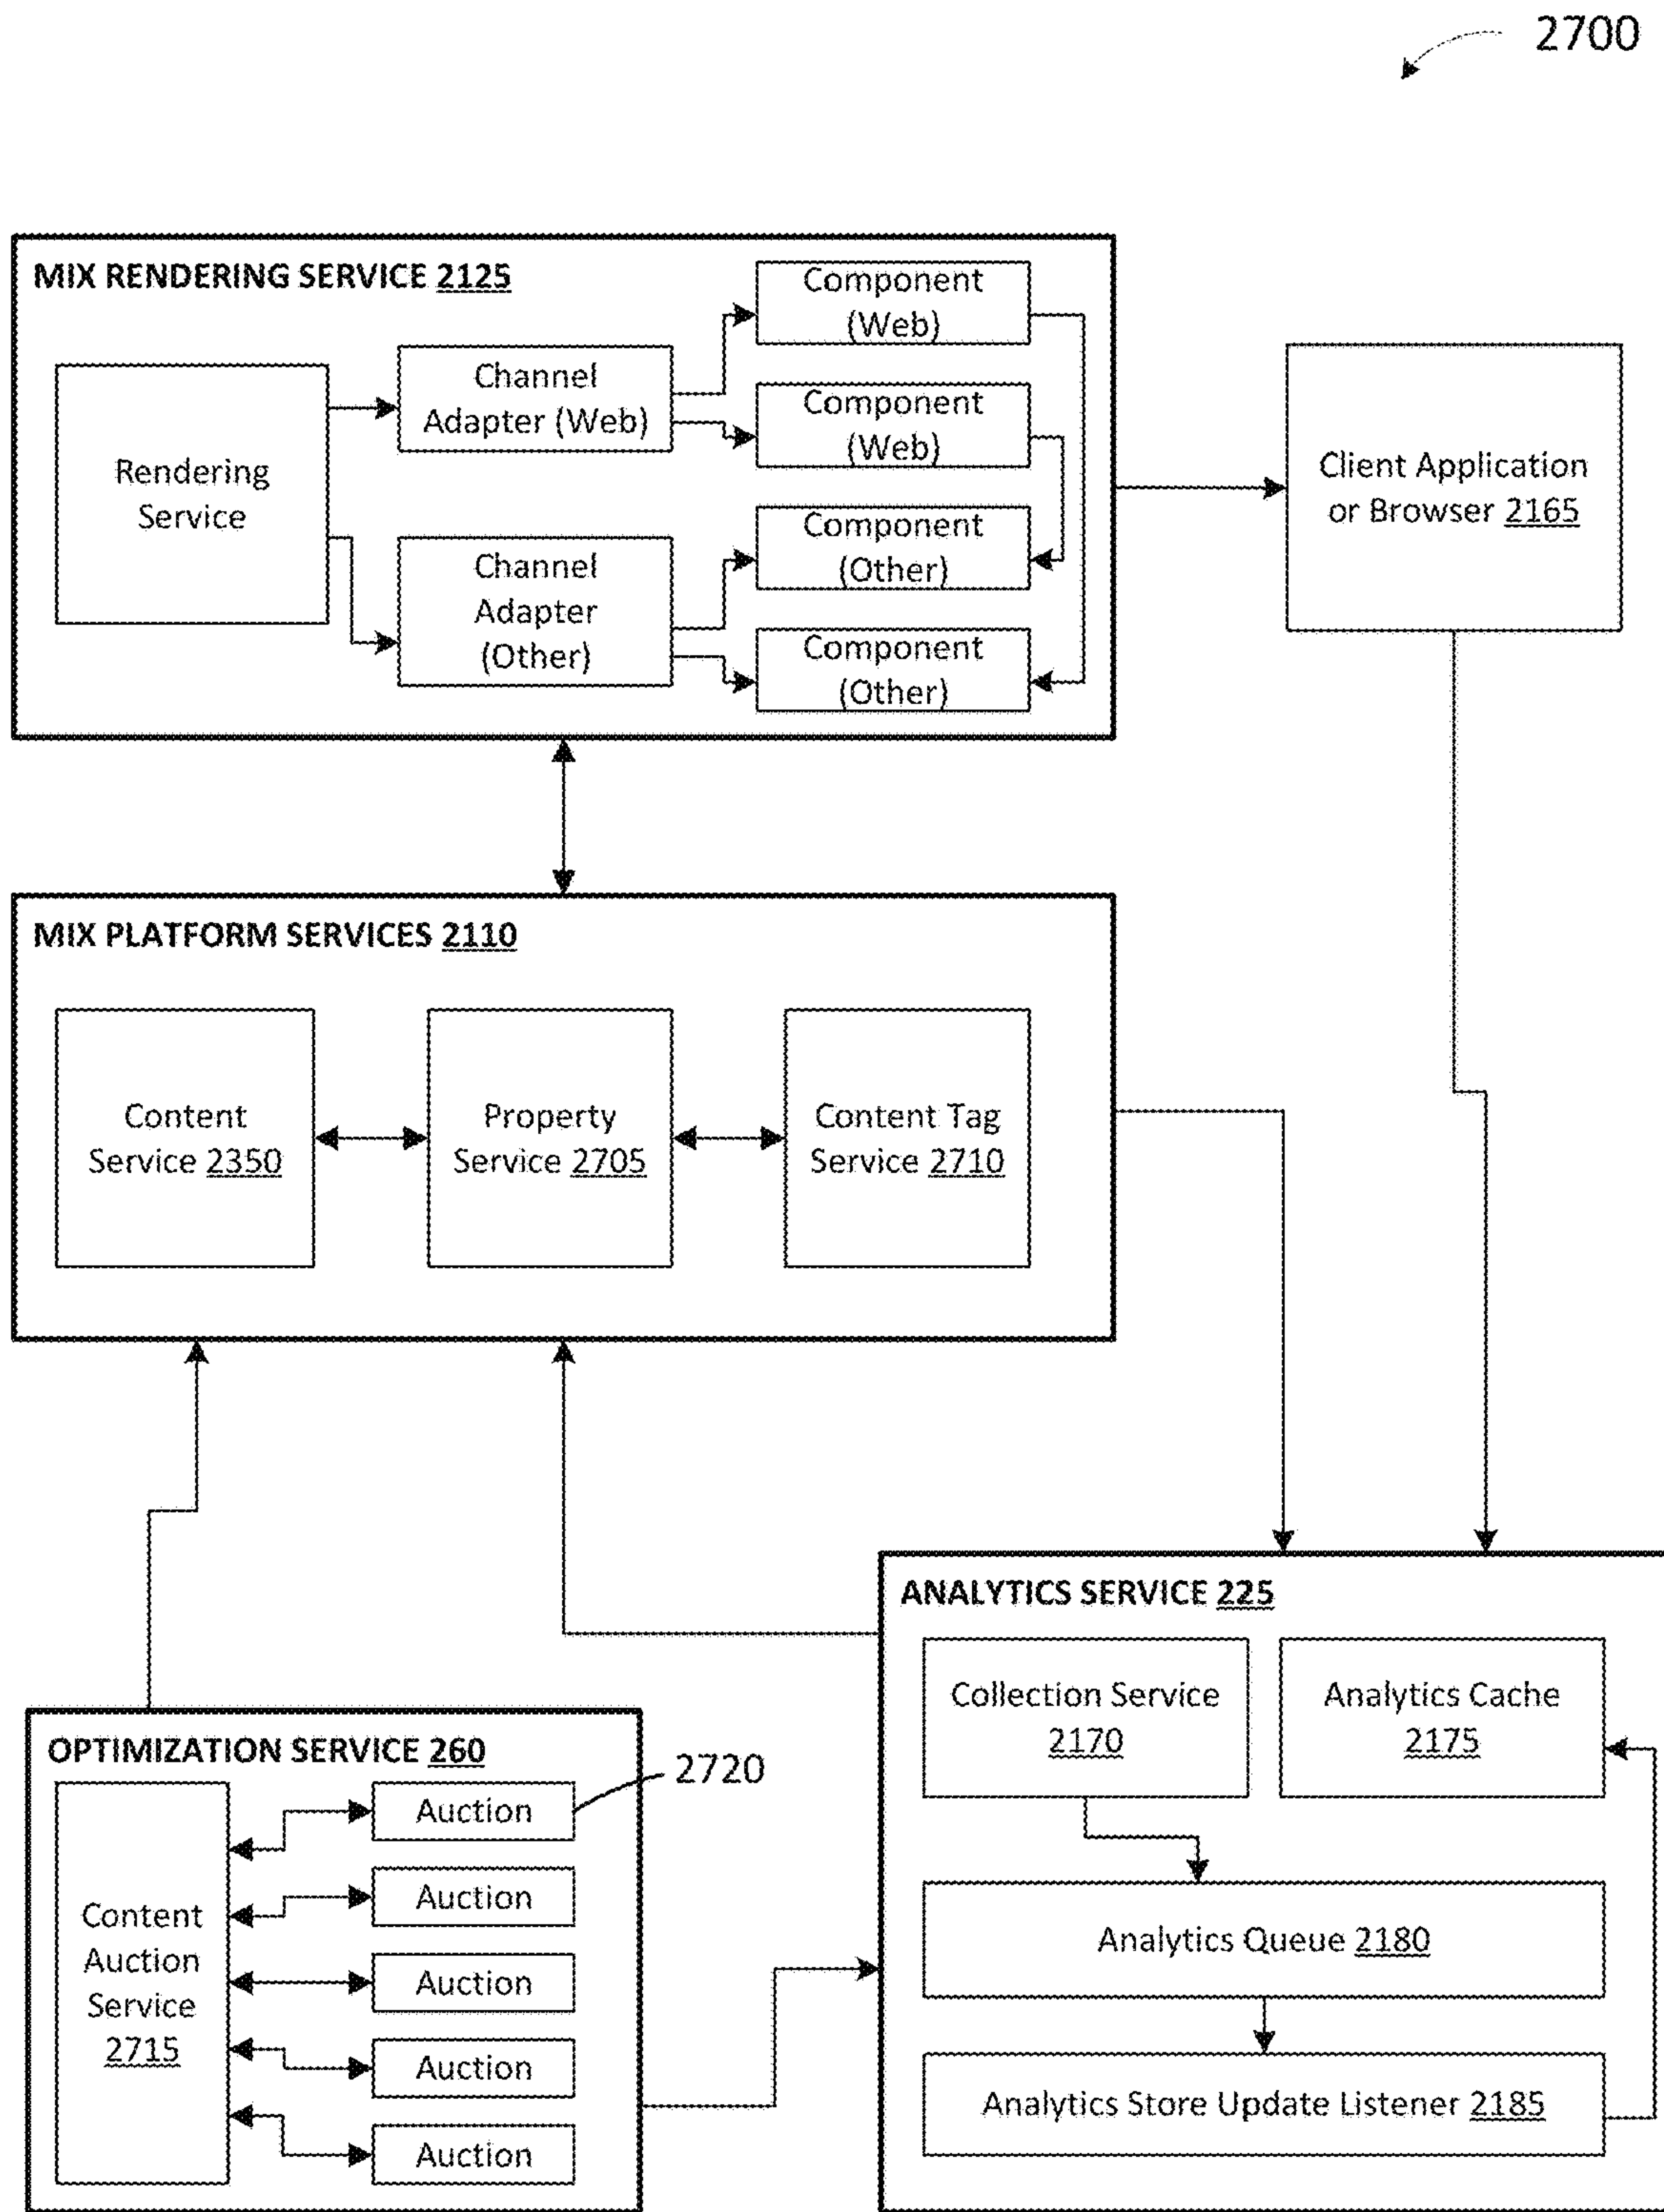 2700
MIX RENDERING SERVICE 2125
Rendering
Service
Channel
Adapter (Web)
Channel
Adapter
(Other)
Component
(Web)
Component
(Web)
Component
(Other)
Component
(Other)
Client Application
or Browser 2165
MIX PLATFORM SERVICES 2110
Content
Service 2350
Property
Service 2705
Content Tag
Service 2710
OPTIMIZATION SERVICE 260
Content
Auction
Service
2715
Auction
2720
Auction
Auction
Auction
Auction
ANALYTICS SERVICE 225
Collection Service
2170
Analytics Cache
2175
Analytics Queue 2180
Analytics Store Update Listener 2185